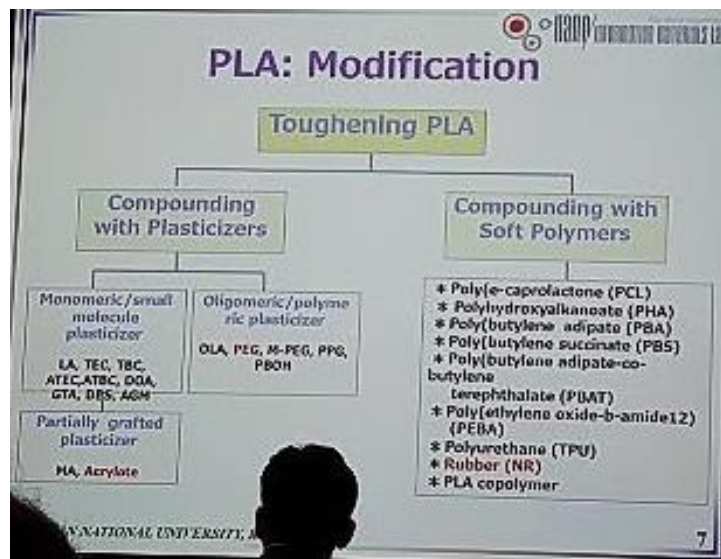 PLA: Modification
Toughening PLA
Compounding
with Plasticizers
Monomeric/small
molecule
plasticizer
LA, TEC, TBC,
ATEC,ATBC, DOA,
GTA, DBS, AGM
Partially grafted
plasticizer
MA, Acrylate
Oligomeric/polyme
ric plasticizer
OLA, PEG, M-PEG, PPG,
PBOH
Compounding with
Soft Polymers
* Poly(e-caprolactone (PCL)
* Polyhydroxyalkanoate (PHA)
* Poly(butylene adipate (PBA)
* Poly(butylene succinate (PBS)
* Poly(butylene adipate-co-
butylene
terephthalate (PBAT)
* Poly(ethylene oxide-b-amide12)
(PEBA)
* Polyurethane (TPU)
* Rubber (NR)
* PLA copolymer
NATIONAL UNIVERSITY,
7